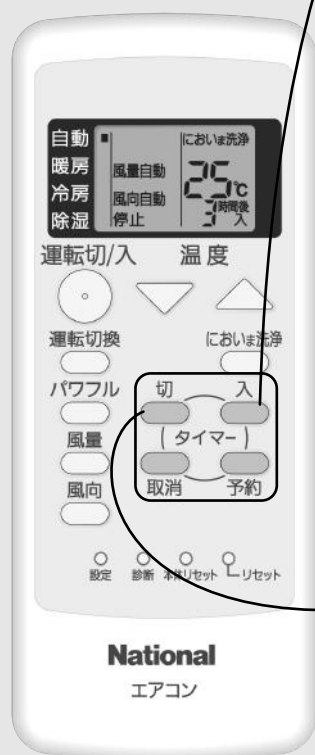 自動
暖房
冷房
除湿
におい洗浄
風量自動
25℃
風向自動
3時間後
停止
入
運転切/入
温度
運転切換
におい洗浄
パワフル
切
入
風量
(タイマー)
風向
取消
予約
設定
診断
本体リセット
リセット
National
エアコン